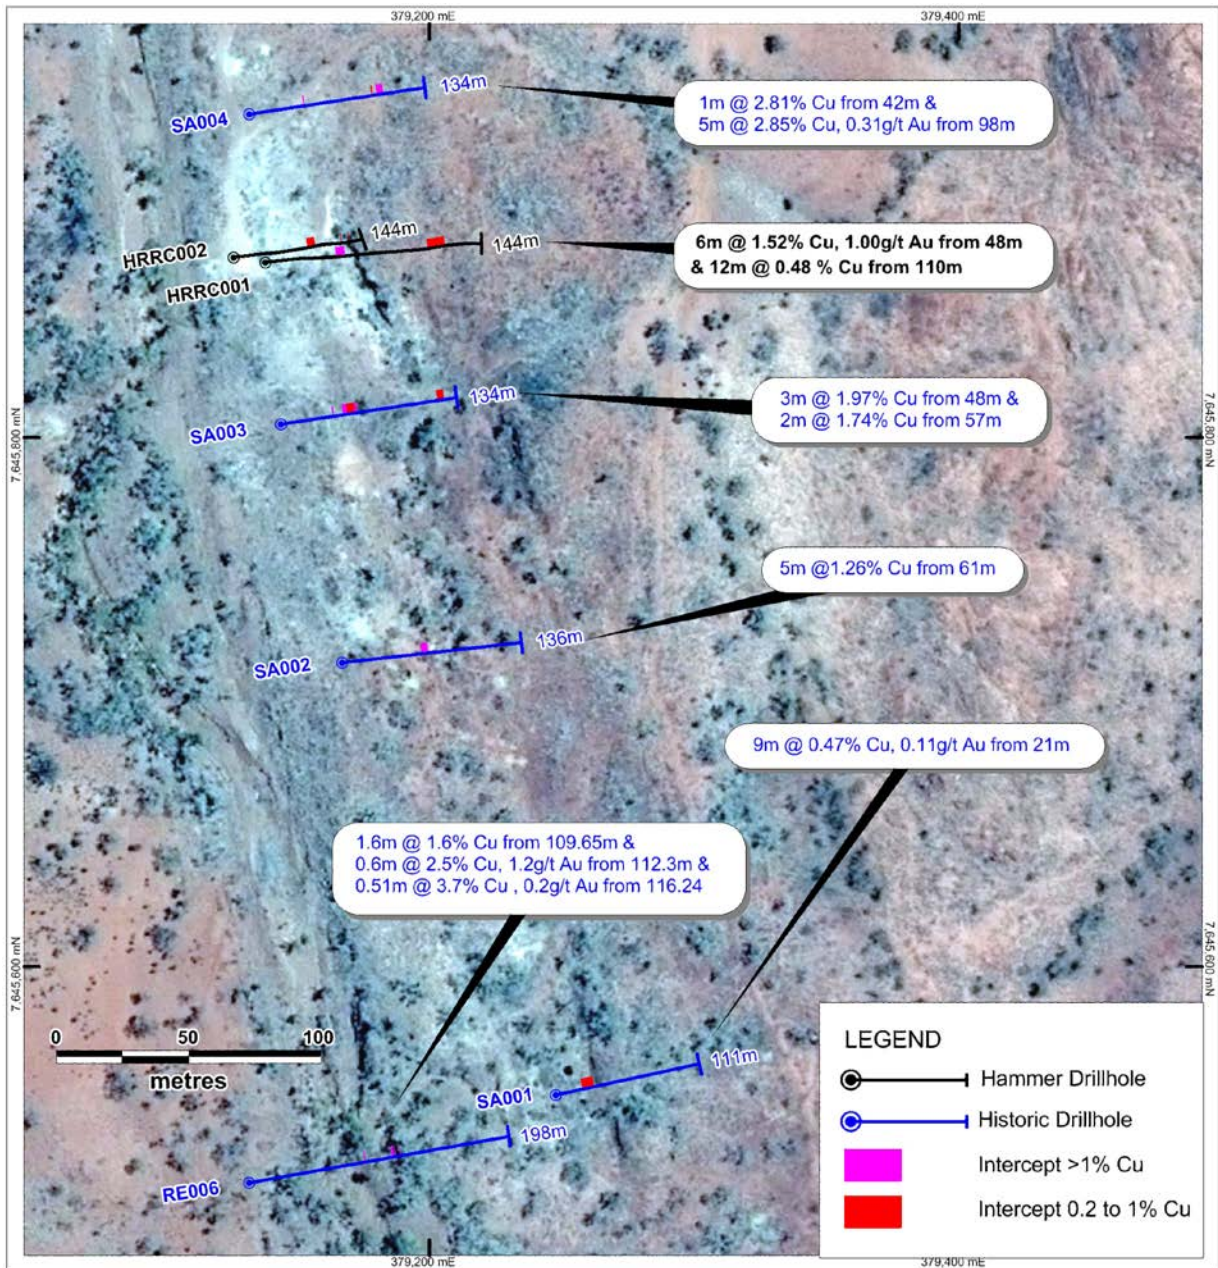 379,200 mE
379,400 mE
134m
SA004
1m @ 2.81% Cu from 42m &
5m @ 2.85% Cu, 0.31g/t Au from 98m
HRRC002
144m
144m
HRRC001
6m @ 1.52% Cu, 1.00g/t Au from 48m
& 12m @ 0.48 % Cu from 110m
134m
SA003
3m @ 1.97% Cu from 48m &
2m @ 1.74% Cu from 57m
7,645,800 mN
7,645,800 mN
5m @1.26% Cu from 61m
136m
SA002
9m @ 0.47% Cu, 0.11g/t Au from 21m
1.6m @ 1.6% Cu from 109.65m &
0.6m @ 2.5% Cu, 1.2g/t Au from 112.3m &
0.51m @ 3.7% Cu , 0.2g/t Au from 116.24
7,645,600 mN
7,645,600 mN
0 50 100
metres
SA001
111m
RE006
198m
LEGEND
Hammer Drillhole
Historic Drillhole
Intercept >1% Cu
Intercept 0.2 to 1% Cu
379,200 mE
379,400 mE